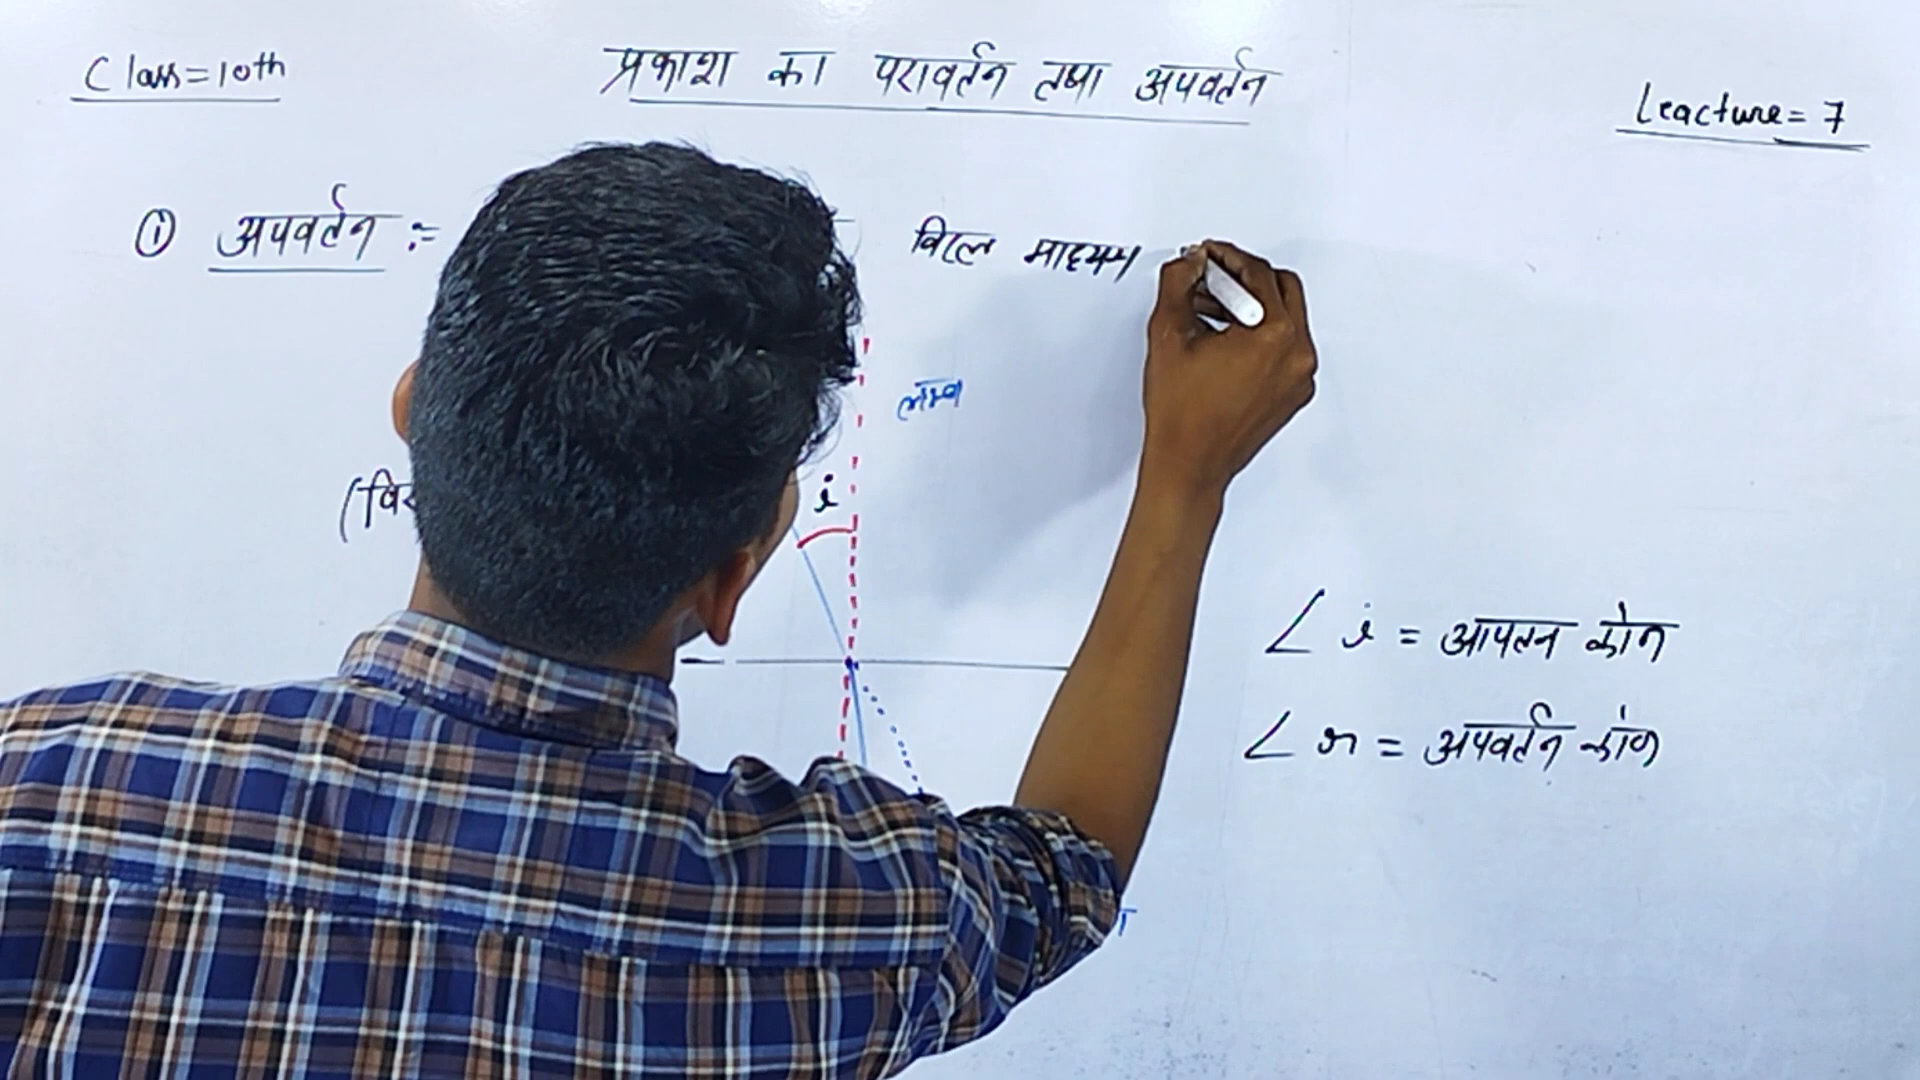 Class=10th
प्रकाश का परावर्तन तथा अपवर्तन
Leacture= 7
① अपवर्तन :=
विरल माध्यम
लम्ब
(विर
i
∠ i = आपतन कोन
∠ r = अपवर्तन कोण